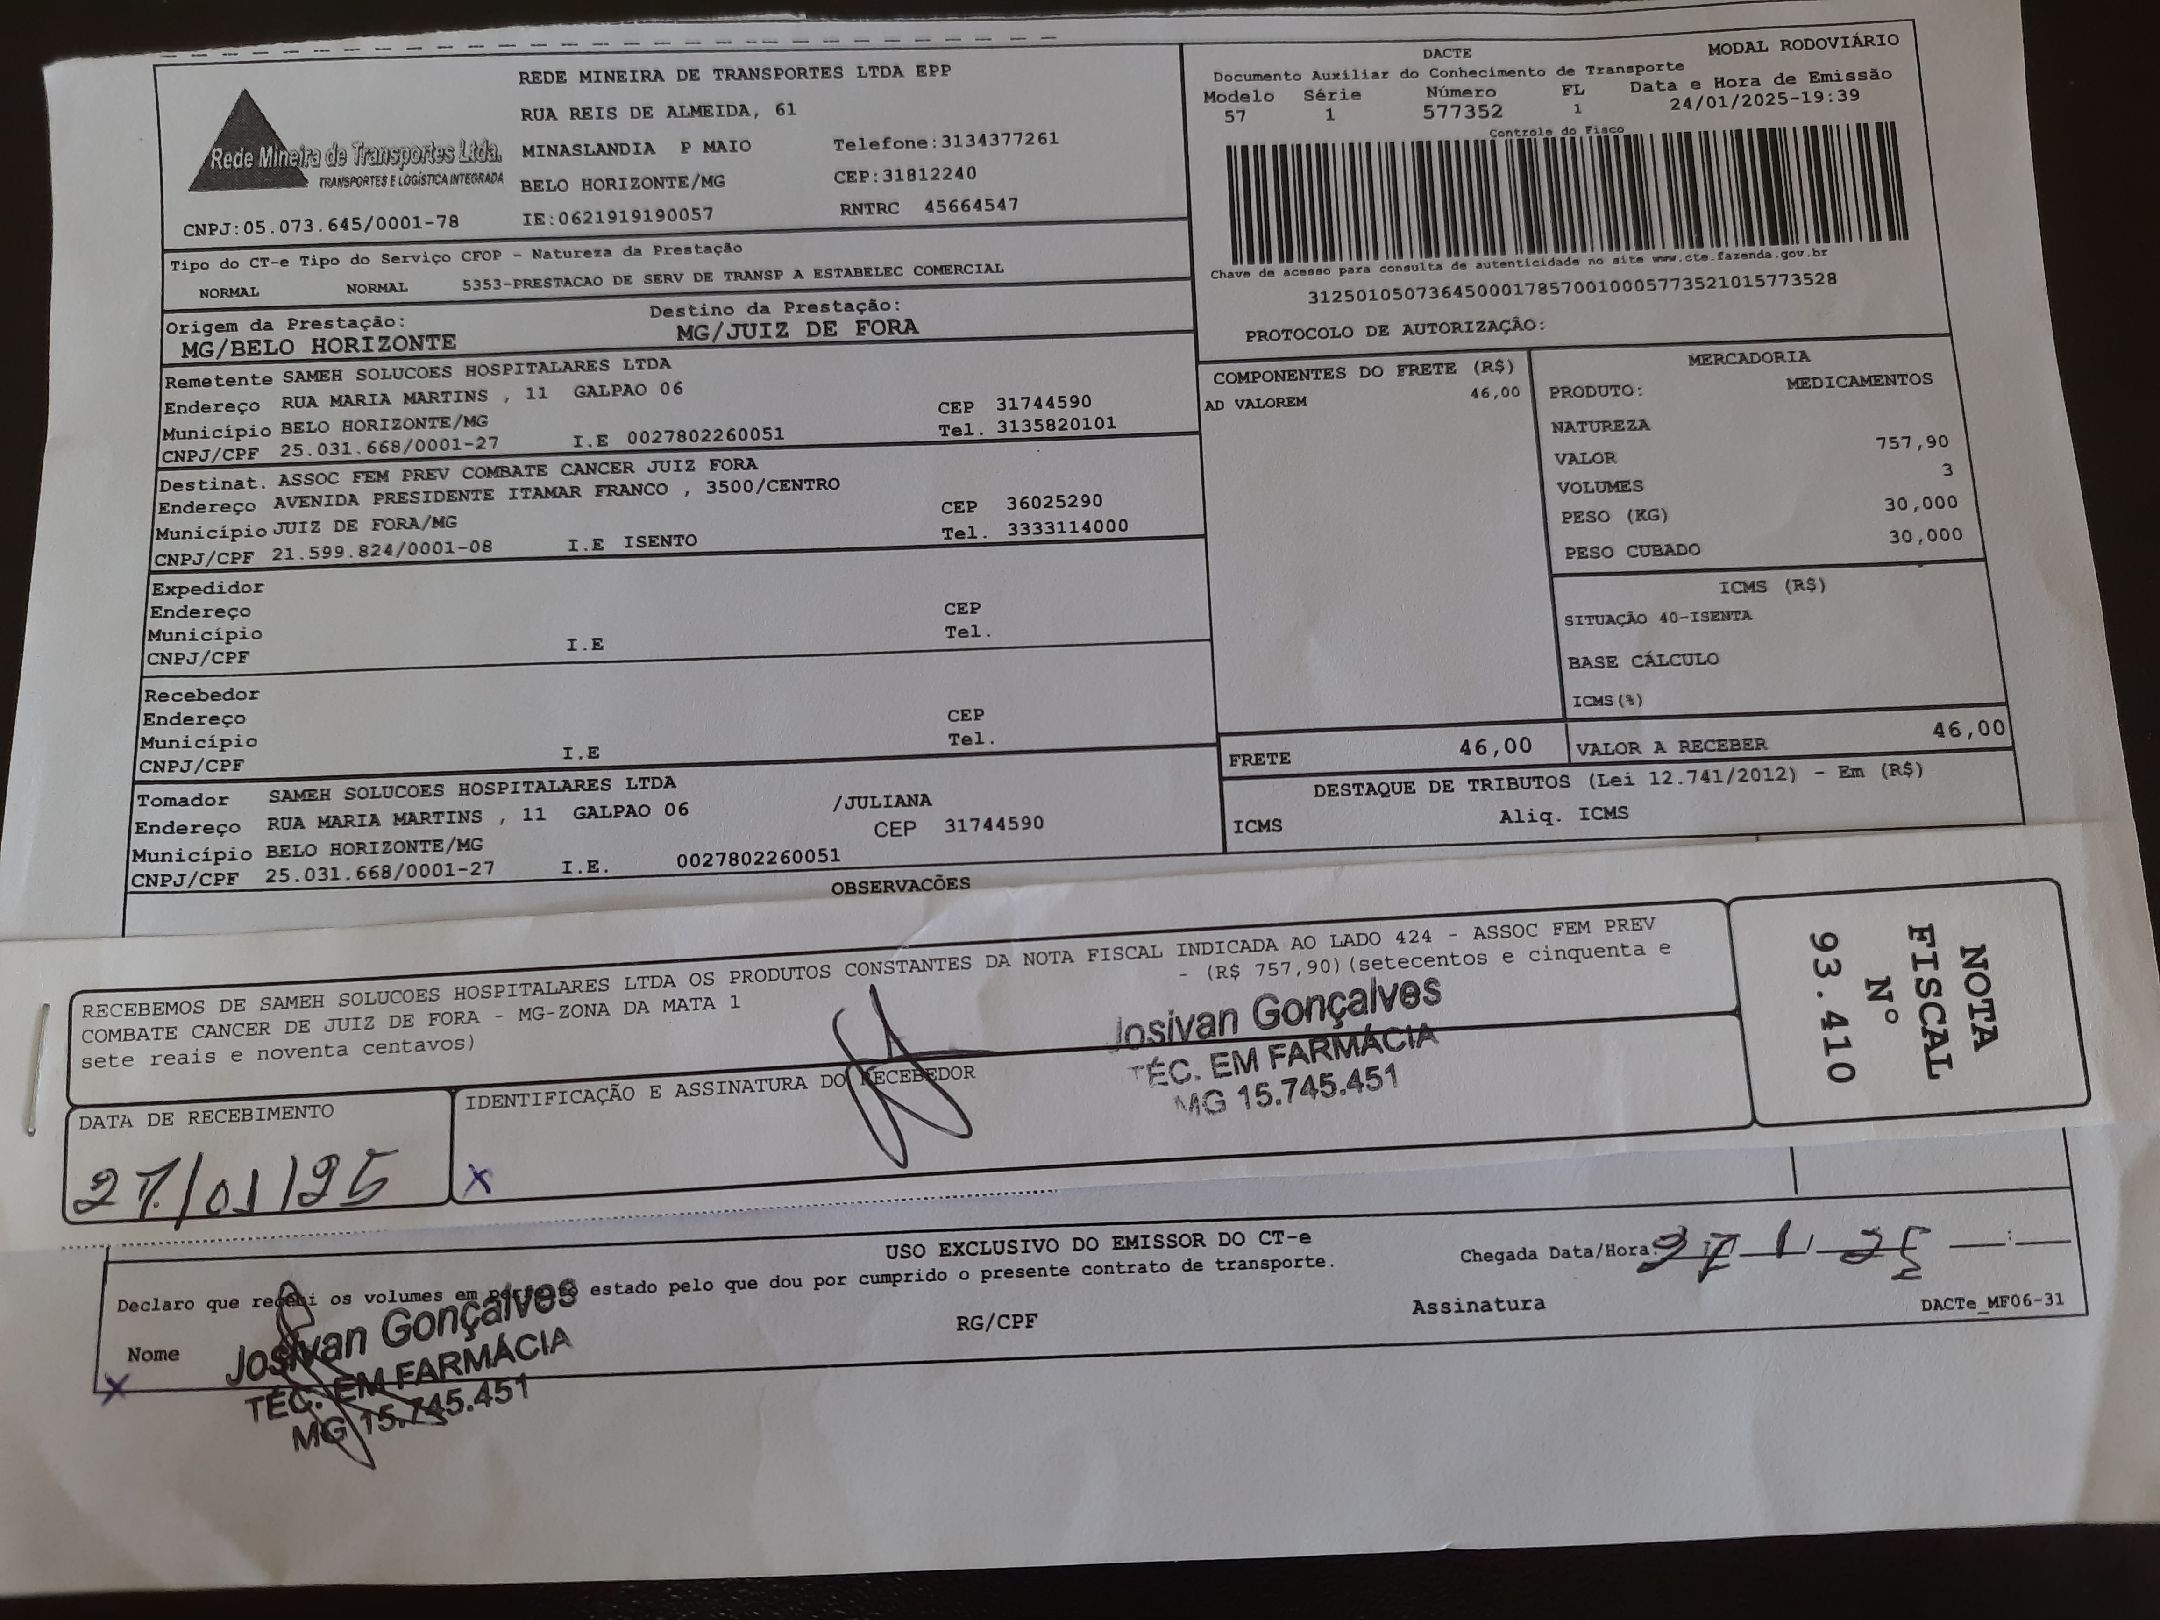 REDE MINEIRA DE TRANSPORTES LTDA EPP
RUA REIS DE ALMEIDA, 61
MINASLANDIA P MAIO Telefone:3134377261
BELO HORIZONTE/MG CEP:31812240
IE:0621919190057 RNTRC 45664547
Rede Mineira de Transportes Ltda.
TRANSPORTES E LOGÍSTICA INTEGRADA
CNPJ:05.073.645/0001-78
DACTE MODAL RODOVIÁRIO
Documento Auxiliar do Conhecimento de Transporte
Modelo Série Número FL Data e Hora de Emissão
57 1 577352 1 24/01/2025-19:39
Controle do Fisco
Chave de acesso para consulta de autenticidade no site www.cte.fazenda.gov.br
31250105073645000178570010005773521015773528
PROTOCOLO DE AUTORIZAÇÃO:
Tipo do CT-e Tipo do Serviço CFOP - Natureza da Prestação
NORMAL NORMAL 5353-PRESTACAO DE SERV DE TRANSP A ESTABELEC COMERCIAL
Origem da Prestação: Destino da Prestação:
MG/BELO HORIZONTE MG/JUIZ DE FORA
Remetente SAMEH SOLUCOES HOSPITALARES LTDA
Endereço RUA MARIA MARTINS , 11 GALPAO 06 CEP 31744590
Município BELO HORIZONTE/MG Tel. 3135820101
CNPJ/CPF 25.031.668/0001-27 I.E 0027802260051
Destinat. ASSOC FEM PREV COMBATE CANCER JUIZ FORA
Endereço AVENIDA PRESIDENTE ITAMAR FRANCO , 3500/CENTRO CEP 36025290
Município JUIZ DE FORA/MG Tel. 3333114000
CNPJ/CPF 21.599.824/0001-08 I.E ISENTO
Expedidor
Endereço CEP
Município Tel.
CNPJ/CPF I.E
Recebedor
Endereço CEP
Município Tel.
CNPJ/CPF I.E
Tomador SAMEH SOLUCOES HOSPITALARES LTDA /JULIANA
Endereço RUA MARIA MARTINS , 11 GALPAO 06 CEP 31744590
Município BELO HORIZONTE/MG
CNPJ/CPF 25.031.668/0001-27 I.E. 0027802260051
COMPONENTES DO FRETE (R$)
AD VALOREM 46,00
MERCADORIA
PRODUTO: MEDICAMENTOS
NATUREZA
VALOR 757,90
VOLUMES 3
PESO (KG) 30,000
PESO CUBADO 30,000
ICMS (R$)
SITUAÇÃO 40-ISENTA
BASE CÁLCULO
ICMS(%)
FRETE 46,00 VALOR A RECEBER 46,00
DESTAQUE DE TRIBUTOS (Lei 12.741/2012) - Em (R$)
ICMS Aliq. ICMS
OBSERVACÕES
RECEBEMOS DE SAMEH SOLUCOES HOSPITALARES LTDA OS PRODUTOS CONSTANTES DA NOTA FISCAL INDICADA AO LADO 424 - ASSOC FEM PREV
COMBATE CANCER DE JUIZ DE FORA - MG-ZONA DA MATA 1 - (R$ 757,90)(setecentos e cinquenta e
sete reais e noventa centavos)
Josivan Gonçalves
TÉC. EM FARMÁCIA
MG 15.745.451
DATA DE RECEBIMENTO IDENTIFICAÇÃO E ASSINATURA DO RECEBEDOR
27/01/25 X
NOTA
FISCAL
Nº
93.410
USO EXCLUSIVO DO EMISSOR DO CT-e
Declaro que recebi os volumes em perfeito estado pelo que dou por cumprido o presente contrato de transporte. Chegada Data/Hora: 27/1/25 __:__
Nome RG/CPF Assinatura DACTe_MF06-31
X
Josivan Gonçalves
TÉC. EM FARMÁCIA
MG 15.745.451